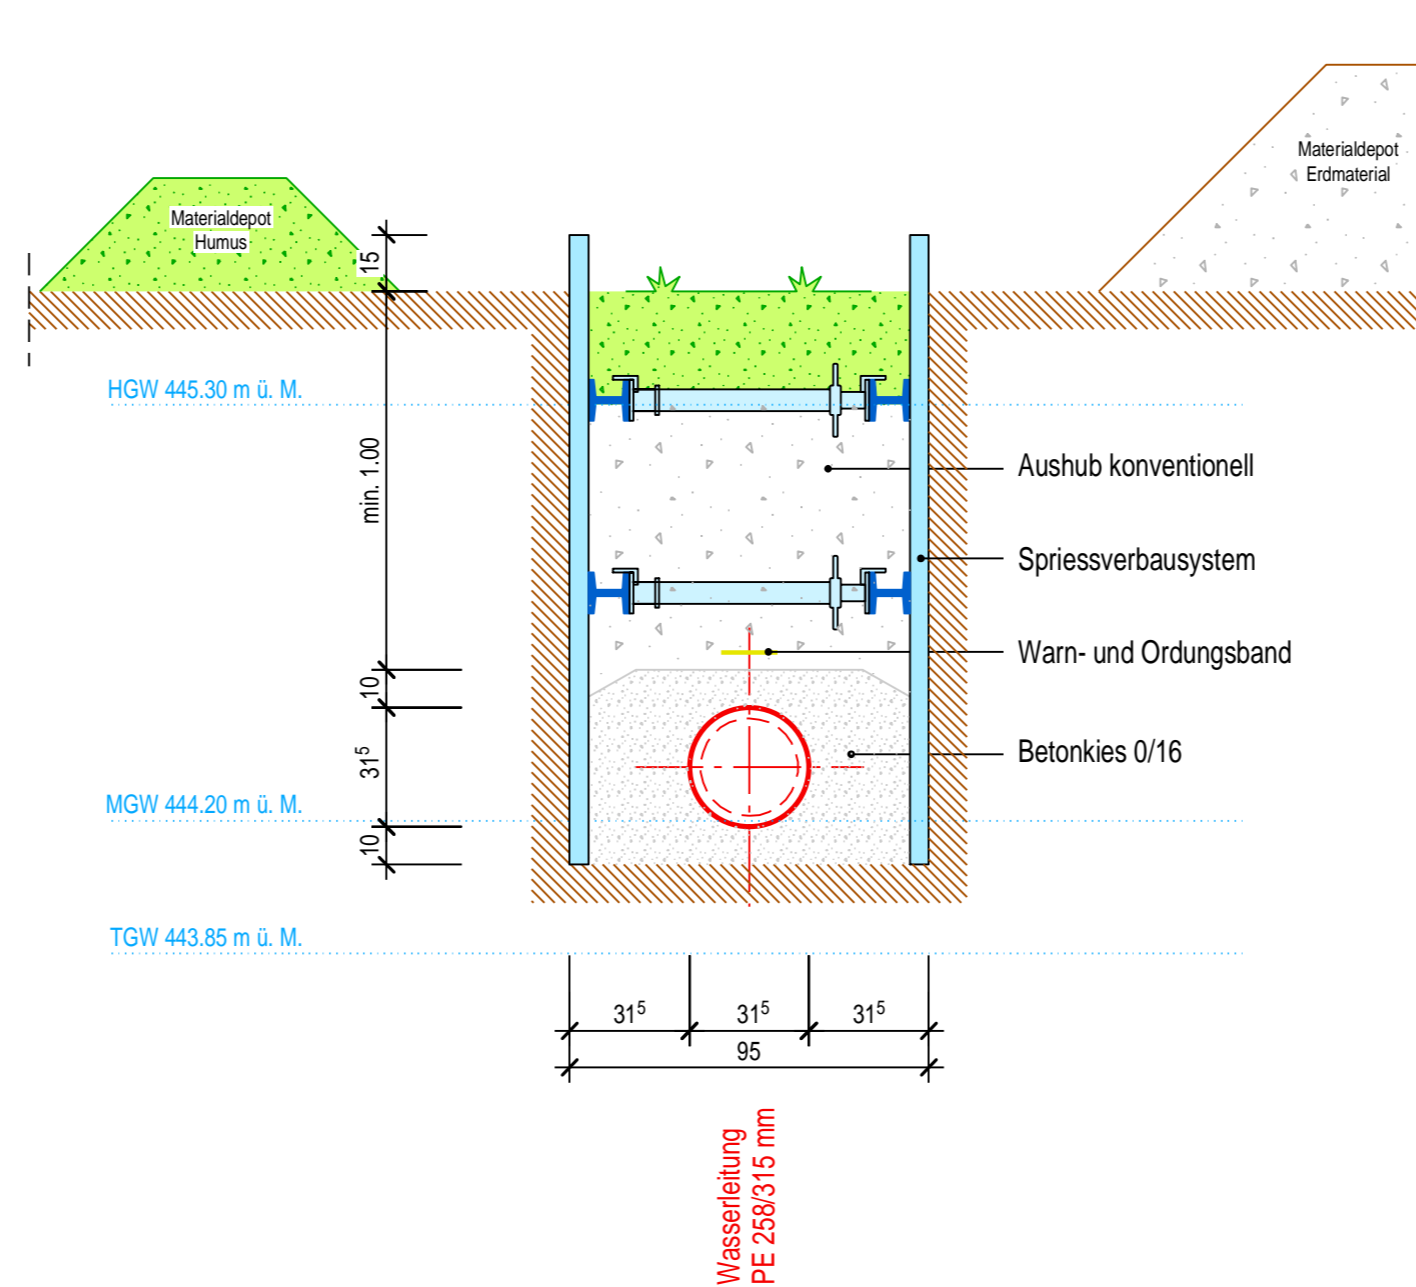 Materialdepot
Erdmaterial
Materialdepot
Humus
15
HGW 445.30 m ü. M.
min. 1.00
Aushub konventionell
Spriessverbausystem
Warn- und Ordungsband
10
31⁵
Betonkies 0/16
MGW 444.20 m ü. M.
10
TGW 443.85 m ü. M.
31⁵ 31⁵ 31⁵
95
Wasserleitung
PE 258/315 mm